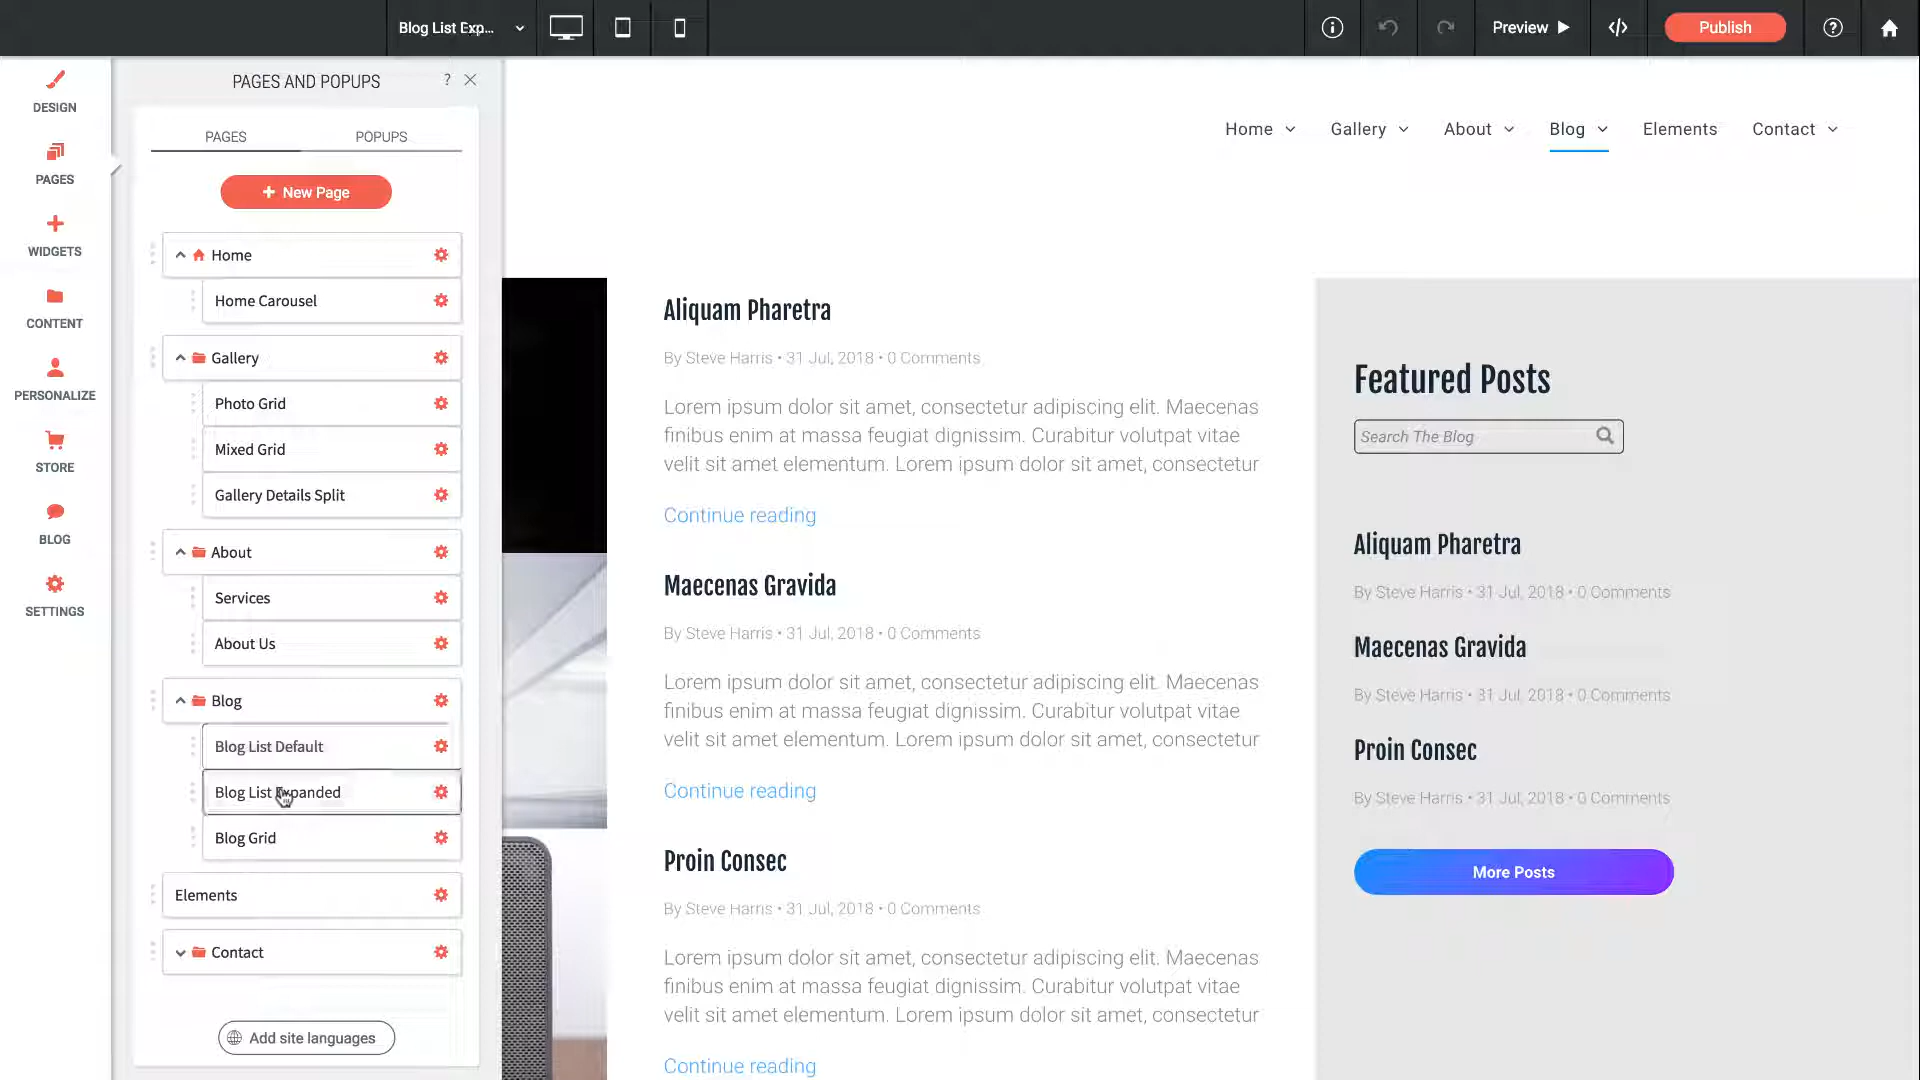 Blog List Exp...
Preview
Publish
DESIGN
PAGES
WIDGETS
CONTENT
PERSONALIZE
STORE
BLOG
SETTINGS
PAGES AND POPUPS
?
PAGES
POPUPS
+ New Page
Home
Home Carousel
Gallery
Photo Grid
Mixed Grid
Gallery Details Split
About
Services
About Us
Blog
Blog List Default
Blog List Expanded
Blog Grid
Elements
Contact
Add site languages
Home
Gallery
About
Blog
Elements
Contact
Aliquam Pharetra
By Steve Harris • 31 Jul, 2018 • 0 Comments
Lorem ipsum dolor sit amet, consectetur adipiscing elit. Maecenas
finibus enim at massa feugiat dignissim. Curabitur volutpat vitae
velit sit amet elementum. Lorem ipsum dolor sit amet, consectetur
Continue reading
Maecenas Gravida
By Steve Harris • 31 Jul, 2018 • 0 Comments
Lorem ipsum dolor sit amet, consectetur adipiscing elit. Maecenas
finibus enim at massa feugiat dignissim. Curabitur volutpat vitae
velit sit amet elementum. Lorem ipsum dolor sit amet, consectetur
Continue reading
Proin Consec
By Steve Harris • 31 Jul, 2018 • 0 Comments
Lorem ipsum dolor sit amet, consectetur adipiscing elit. Maecenas
finibus enim at massa feugiat dignissim. Curabitur volutpat vitae
velit sit amet elementum. Lorem ipsum dolor sit amet, consectetur
Continue reading
Featured Posts
Search The Blog
Aliquam Pharetra
By Steve Harris • 31 Jul, 2018 • 0 Comments
Maecenas Gravida
By Steve Harris • 31 Jul, 2018 • 0 Comments
Proin Consec
By Steve Harris • 31 Jul, 2018 • 0 Comments
More Posts